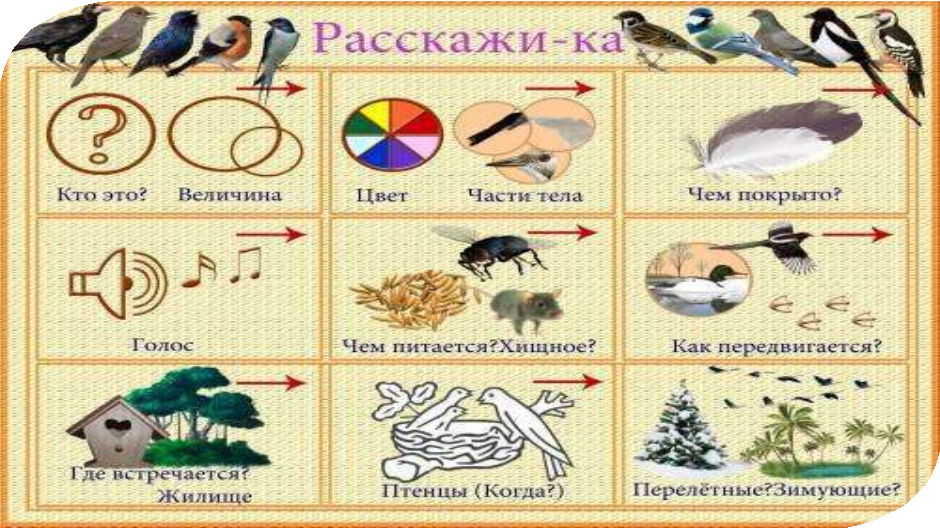 Расскажи-ка
Кто это? Величина
Цвет Части тела
Чем покрыто?
Голос
Чем питается?Хищное?
Как передвигается?
Где встречается?
Жилище
Птенцы (Когда?)
Перелётные?Зимующие?